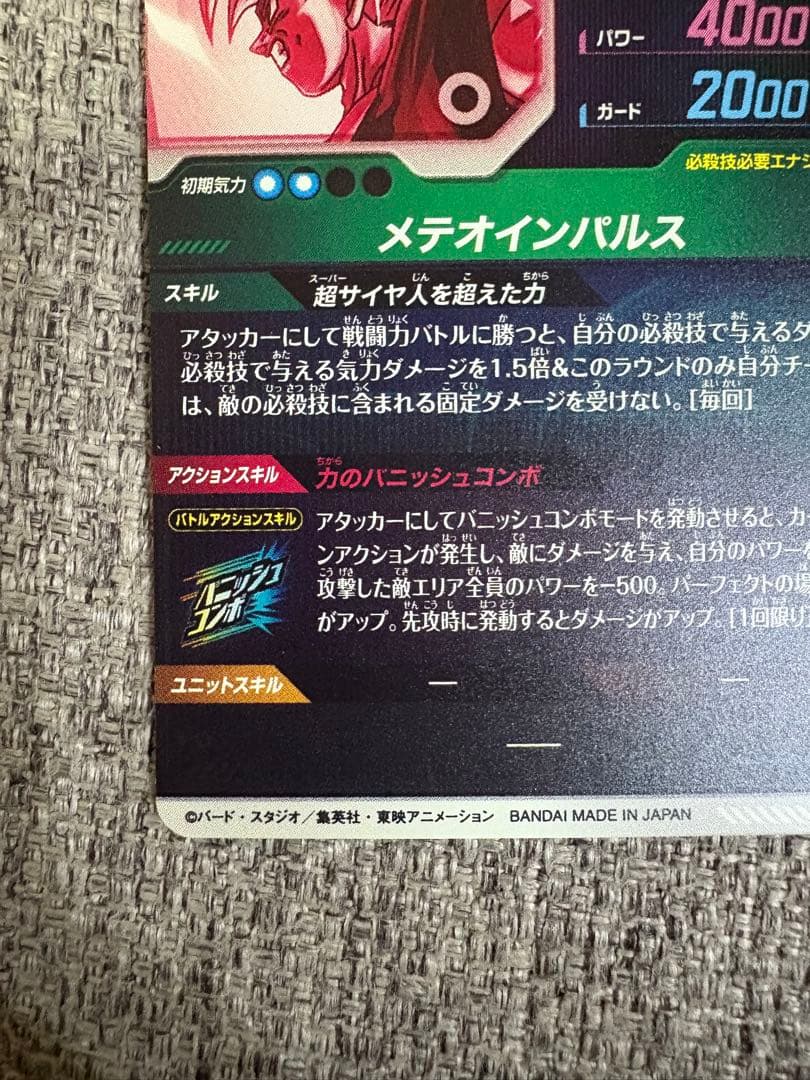 パワー 4000
ガード 2000
必殺技必要エナジ
初期気力
メテオインパルス
スキル 超サイヤ人を超えた力
アタッカーにして戦闘力バトルに勝つと、自分の必殺技で与えるダ
必殺技で与える気力ダメージを1.5倍&このラウンドのみ自分チー
は、敵の必殺技に含まれる固定ダメージを受けない。[毎回]
アクションスキル 力のバニッシュコンボ
バトルアクションスキル
バニッシュ
コンボ
アタッカーにしてバニッシュコンボモードを発動させると、カー
ンアクションが発生し、敵にダメージを与え、自分のパワー
攻撃した敵エリア全員のパワーを-500。パーフェクトの場
がアップ。先攻時に発動するとダメージがアップ。[1回限り]
ユニットスキル — —
—
©バード・スタジオ/集英社・東映アニメーション BANDAI MADE IN JAPAN